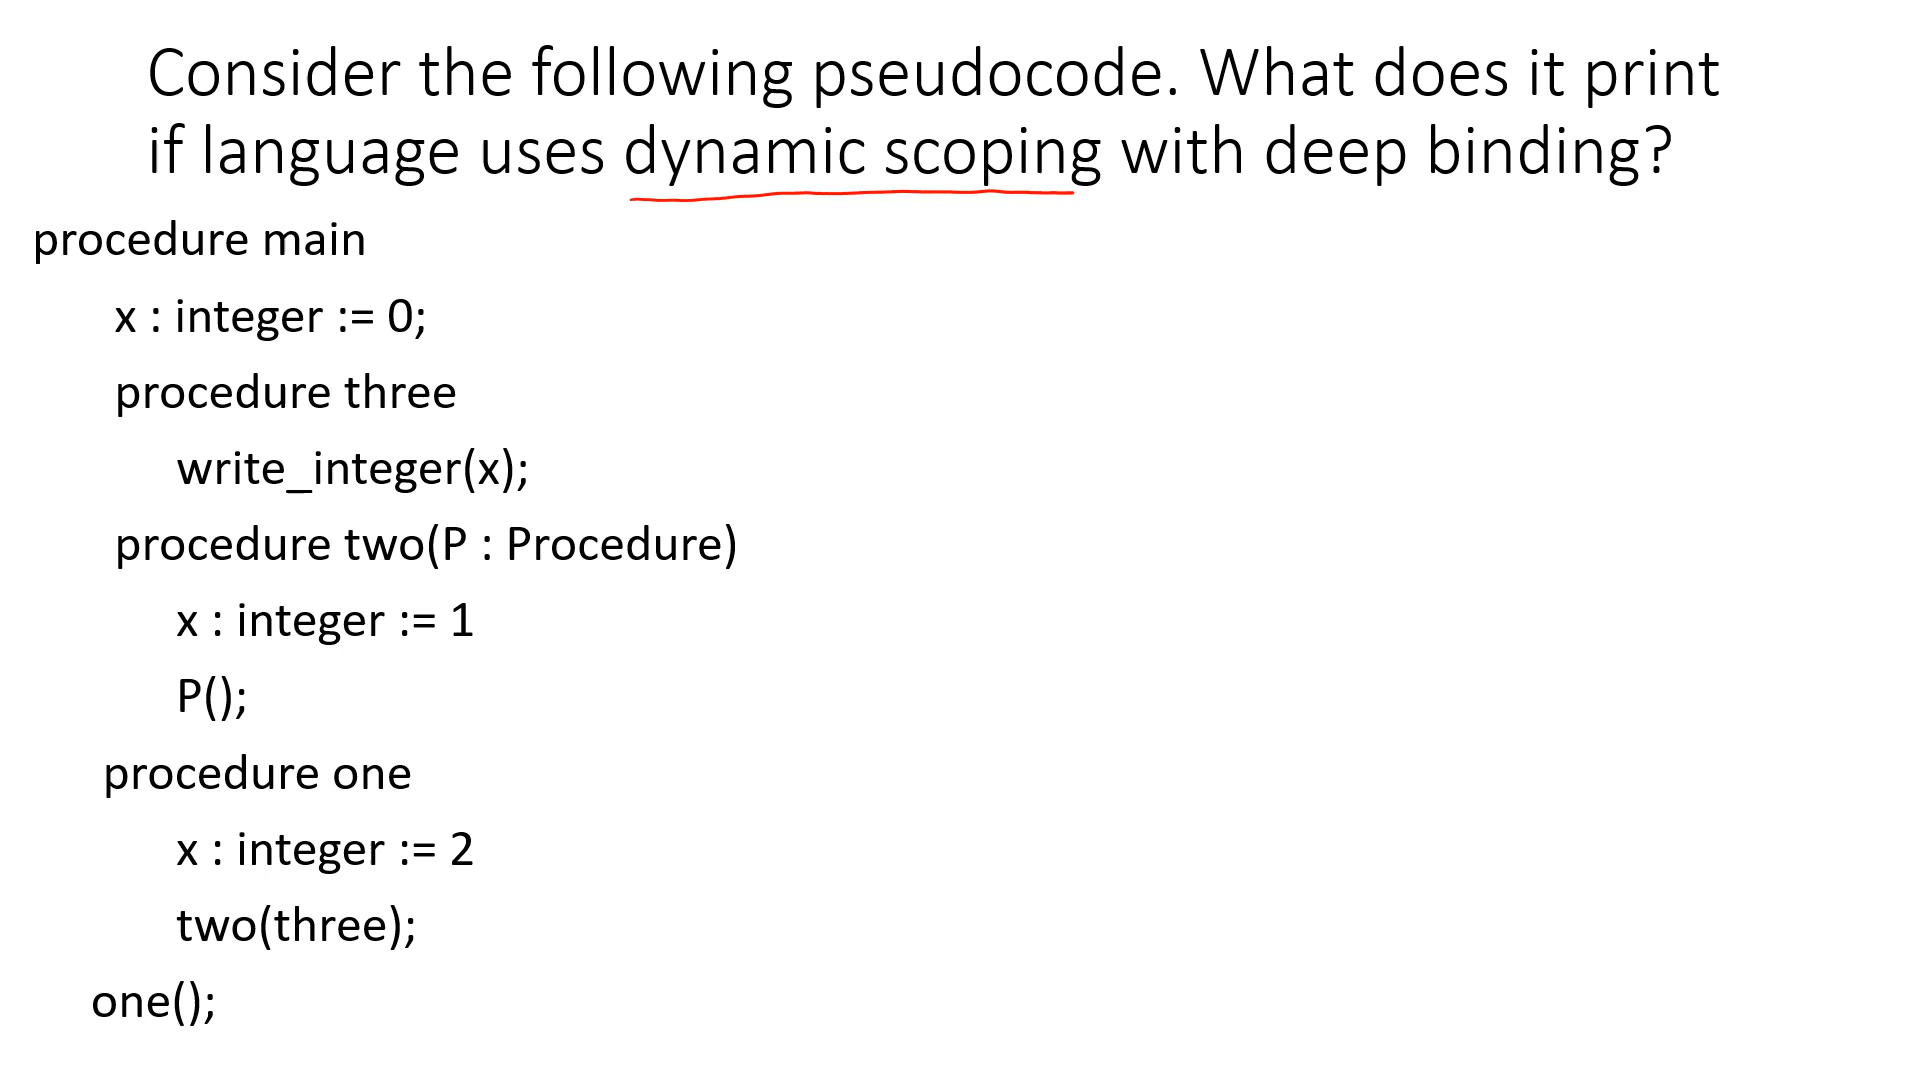 Consider the following pseudocode. What does it print
if language uses dynamic scoping with deep binding?
procedure main
x : integer := 0;
procedure three
write_integer(x);
procedure two(P : Procedure)
x : integer := 1
P();
procedure one
x : integer := 2
two(three);
one();